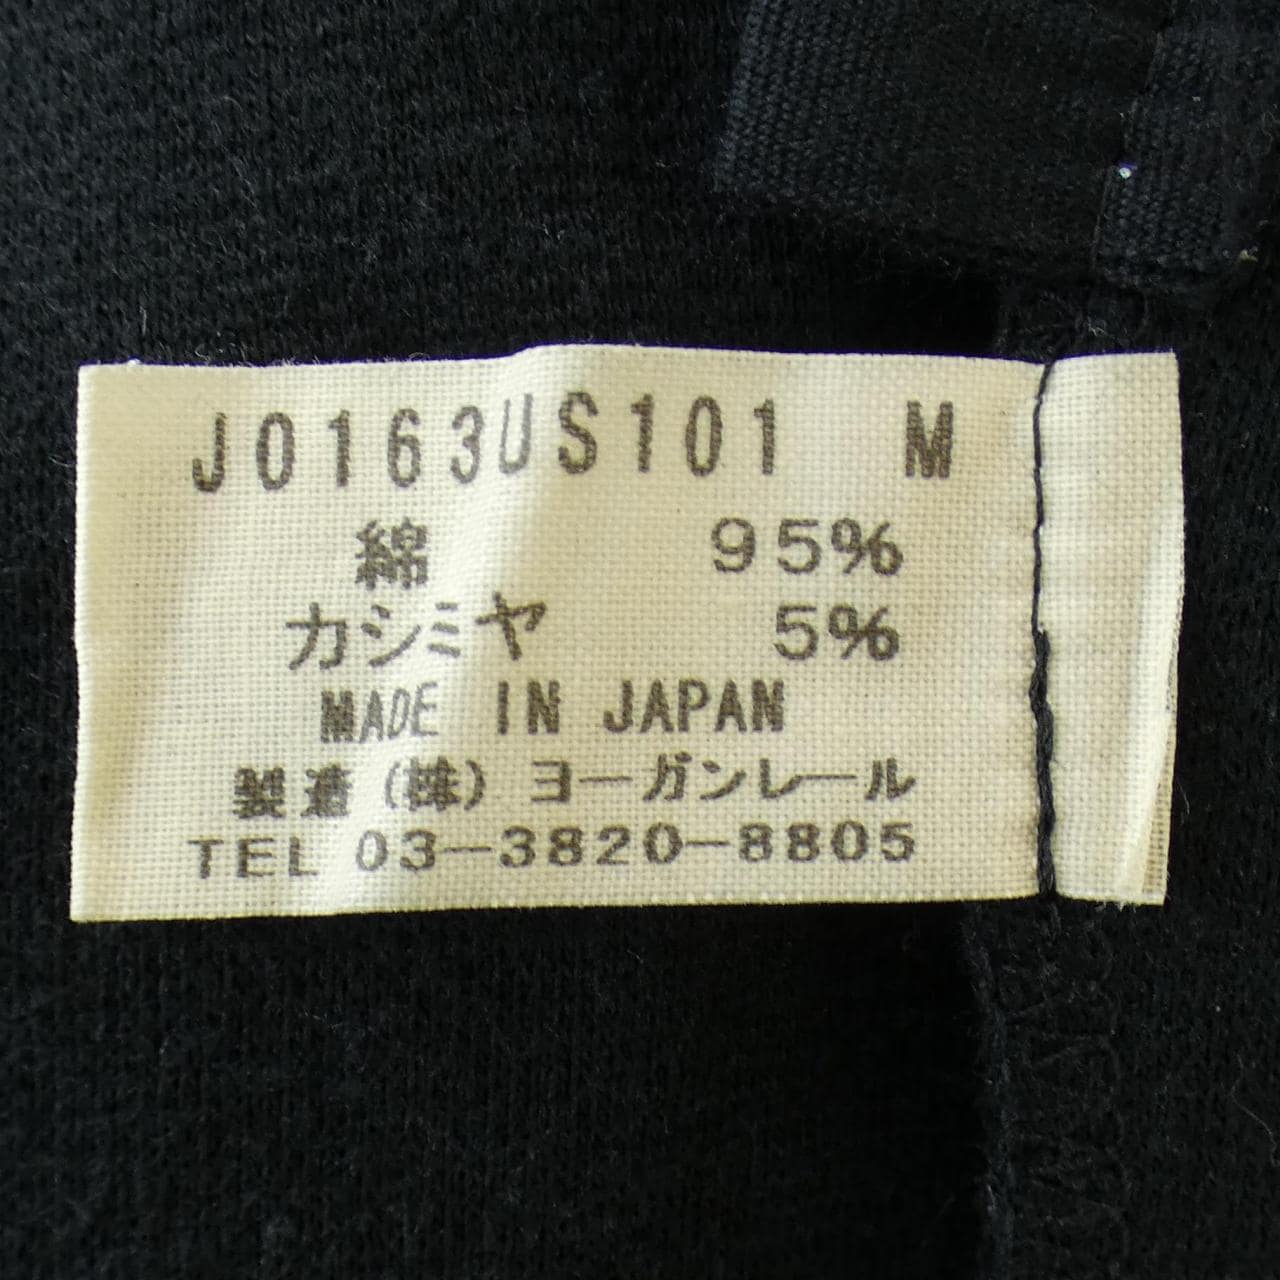 J0163US101 M
綿 95%
カシミヤ 5%
MADE IN JAPAN
製造(株)ヨーガンレール
TEL 03-3820-8805